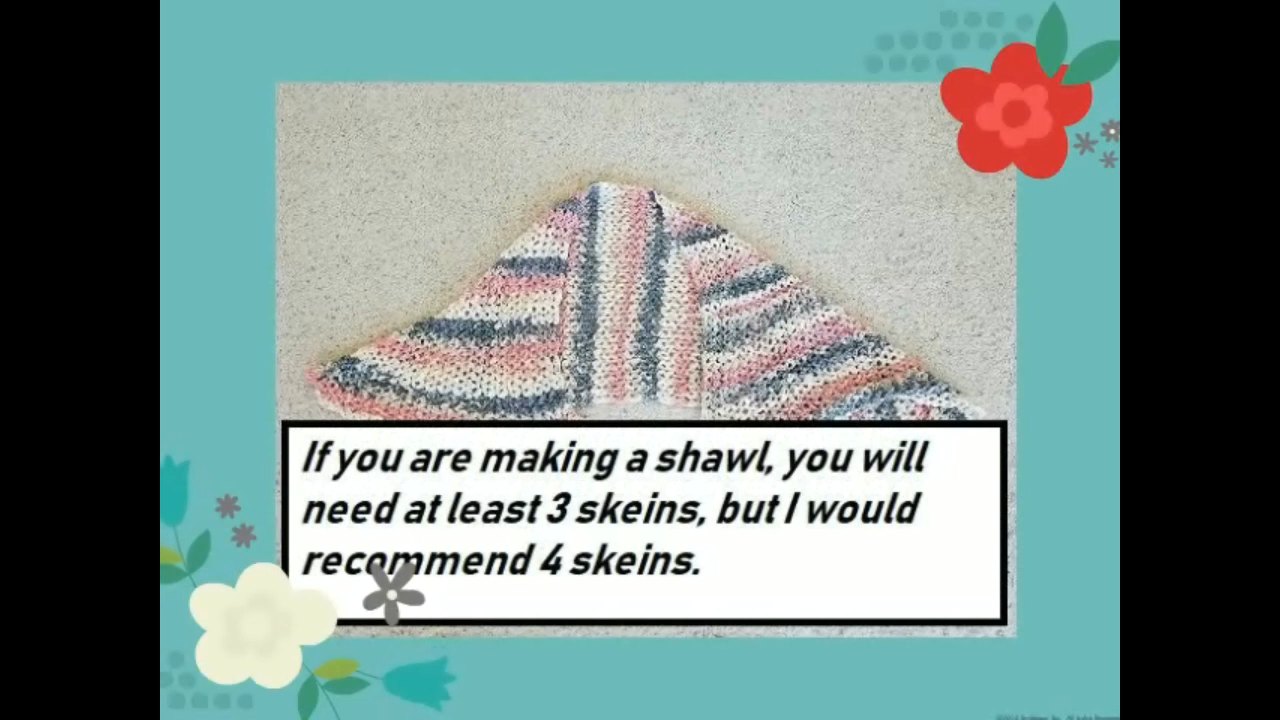 If you are making a shawl, you will
need at least 3 skeins, but I would
recommend 4 skeins.